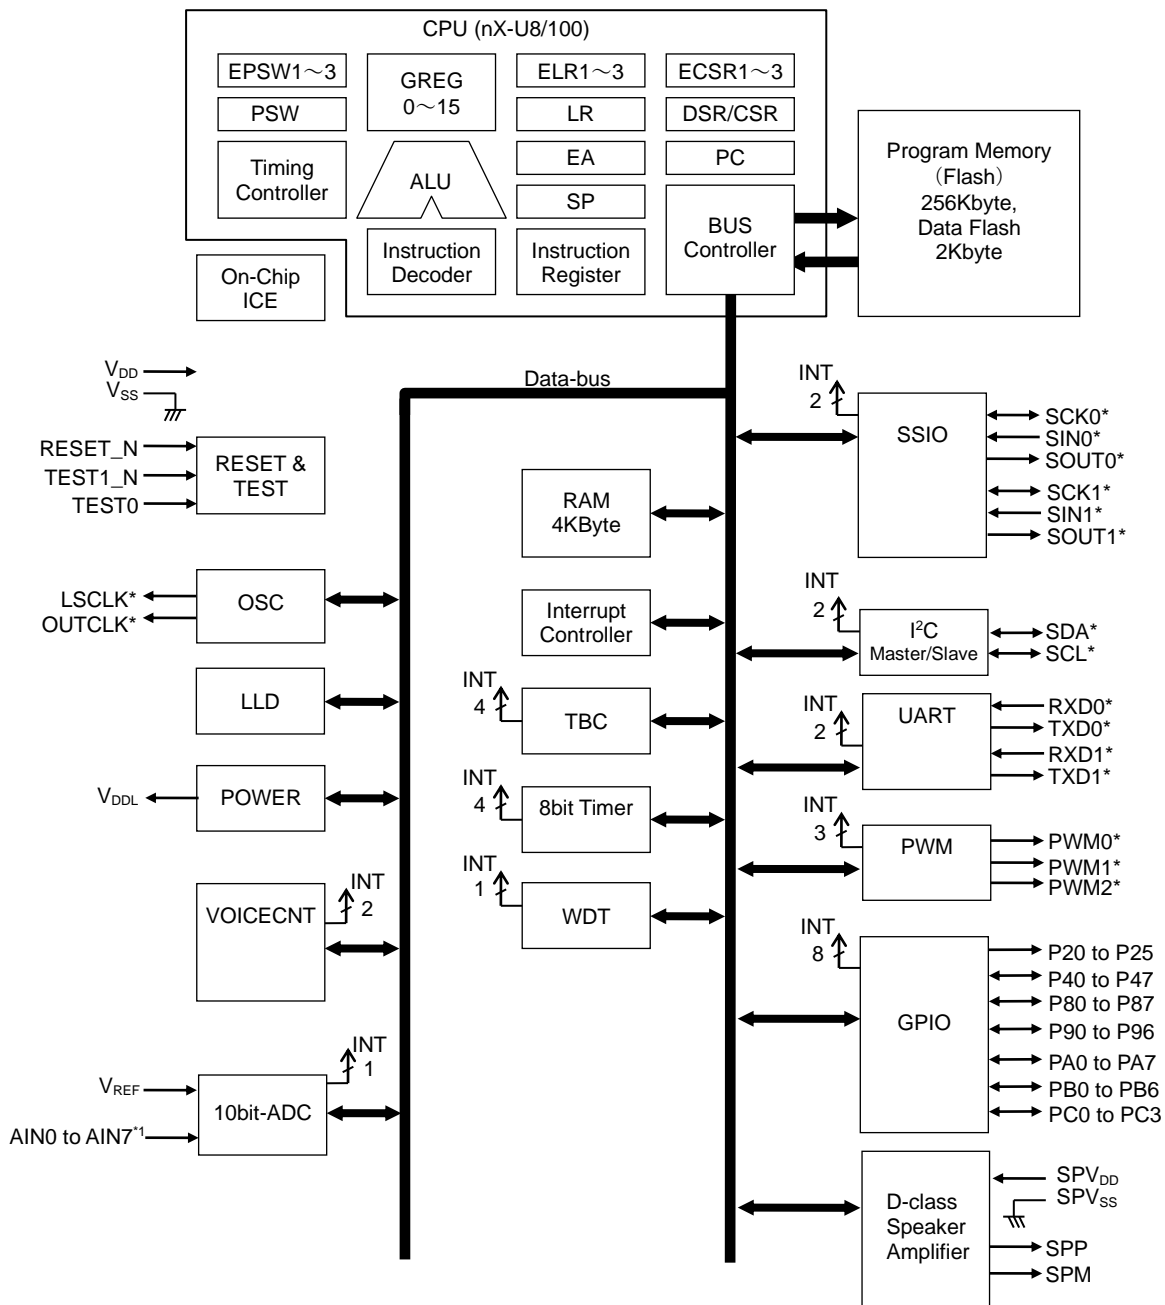 CPU (nX-U8/100)
EPSW1～3
GREG
0～15
ELR1～3
ECSR1～3
PSW
LR
DSR/CSR
Timing
Controller
ALU
EA
PC
SP
BUS
Controller
Instruction
Decoder
Instruction
Register
Program Memory
（Flash）
256Kbyte,
Data Flash
2Kbyte
On-Chip
ICE
VDD
VSS
Data-bus
RESET_N
TEST1_N
TEST0
RESET &
TEST
LSCLK*
OUTCLK*
OSC
LLD
VDDL
POWER
VOICECNT
INT
2
VREF
AIN0 to AIN7*1
10bit-ADC
INT
1
RAM
4KByte
Interrupt
Controller
INT
4
TBC
INT
4
8bit Timer
INT
1
WDT
INT
2
SSIO
SCK0*
SIN0*
SOUT0*
SCK1*
SIN1*
SOUT1*
INT
2
I²C
Master/Slave
SDA*
SCL*
INT
2
UART
RXD0*
TXD0*
RXD1*
TXD1*
INT
3
PWM
PWM0*
PWM1*
PWM2*
INT
8
GPIO
P20 to P25
P40 to P47
P80 to P87
P90 to P96
PA0 to PA7
PB0 to PB6
PC0 to PC3
D-class
Speaker
Amplifier
SPVDD
SPVSS
SPP
SPM